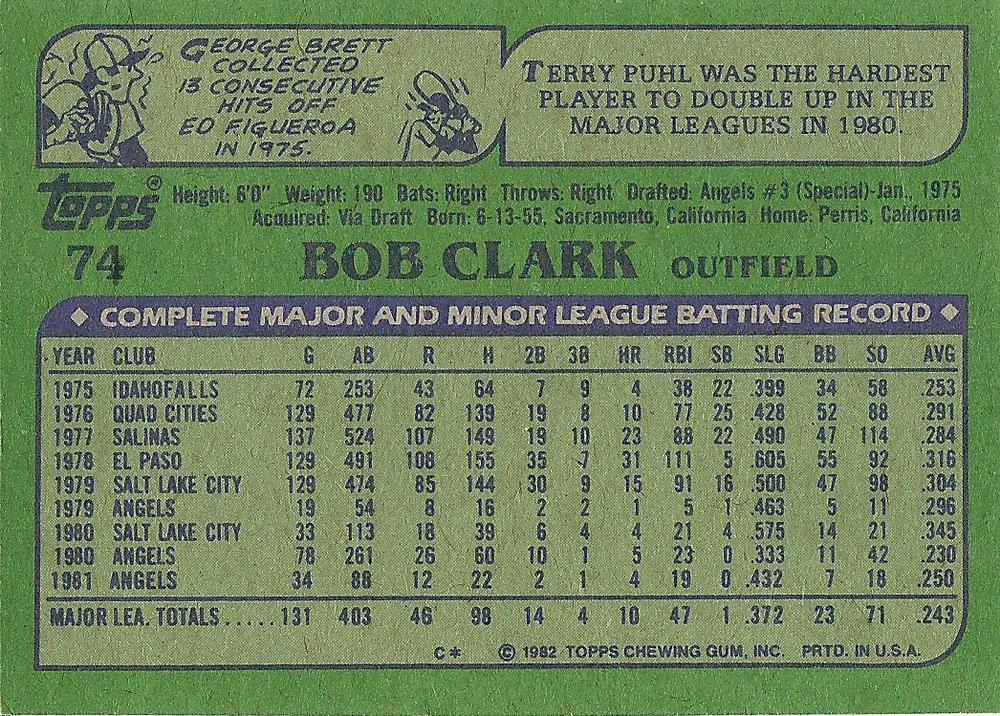 GEORGE BRETT
COLLECTED
13 CONSECUTIVE
HITS OFF
ED FIGUEROA
IN 1975.
TERRY PUHL WAS THE HARDEST
PLAYER TO DOUBLE UP IN THE
MAJOR LEAGUES IN 1980.
Topps®
Height: 6'0" Weight: 190 Bats: Right Throws: Right Drafted: Angels #3 (Special)-Jan., 1975
Acquired: Via Draft Born: 6-13-55, Sacramento, California Home: Perris, California
74 BOB CLARK OUTFIELD
◆ COMPLETE MAJOR AND MINOR LEAGUE BATTING RECORD ◆
YEAR CLUB G AB R H 2B 3B HR RBI SB SLG BB SO AVG
1975 IDAHOFALLS 72 253 43 64 7 9 4 38 22 .399 34 58 .253
1976 QUAD CITIES 129 477 82 139 19 8 10 77 25 .428 52 88 .291
1977 SALINAS 137 524 107 149 19 10 23 88 22 .490 47 114 .284
1978 EL PASO 129 491 108 155 35 7 31 111 5 .605 55 92 .316
1979 SALT LAKE CITY 129 474 85 144 30 9 15 91 16 .500 47 98 .304
1979 ANGELS 19 54 8 16 2 2 1 5 1 .463 5 11 .296
1980 SALT LAKE CITY 33 113 18 39 6 4 4 21 4 .575 14 21 .345
1980 ANGELS 78 261 26 60 10 1 5 23 0 .333 11 42 .230
1981 ANGELS 34 88 12 22 2 1 4 19 0 .432 7 18 .250
MAJOR LEA. TOTALS.....131 403 46 98 14 4 10 47 1 .372 23 71 .243
C* © 1982 TOPPS CHEWING GUM, INC. PRTD. IN U.S.A.